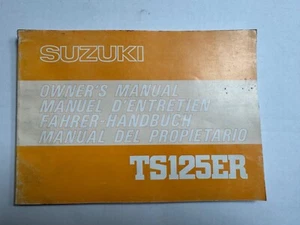 SUZUKI
OWNER'S MANUAL
MANUEL D'ENTRETIEN
FAHRER-HANDBUCH
MANUAL DEL PROPIETARIO
TS125ER